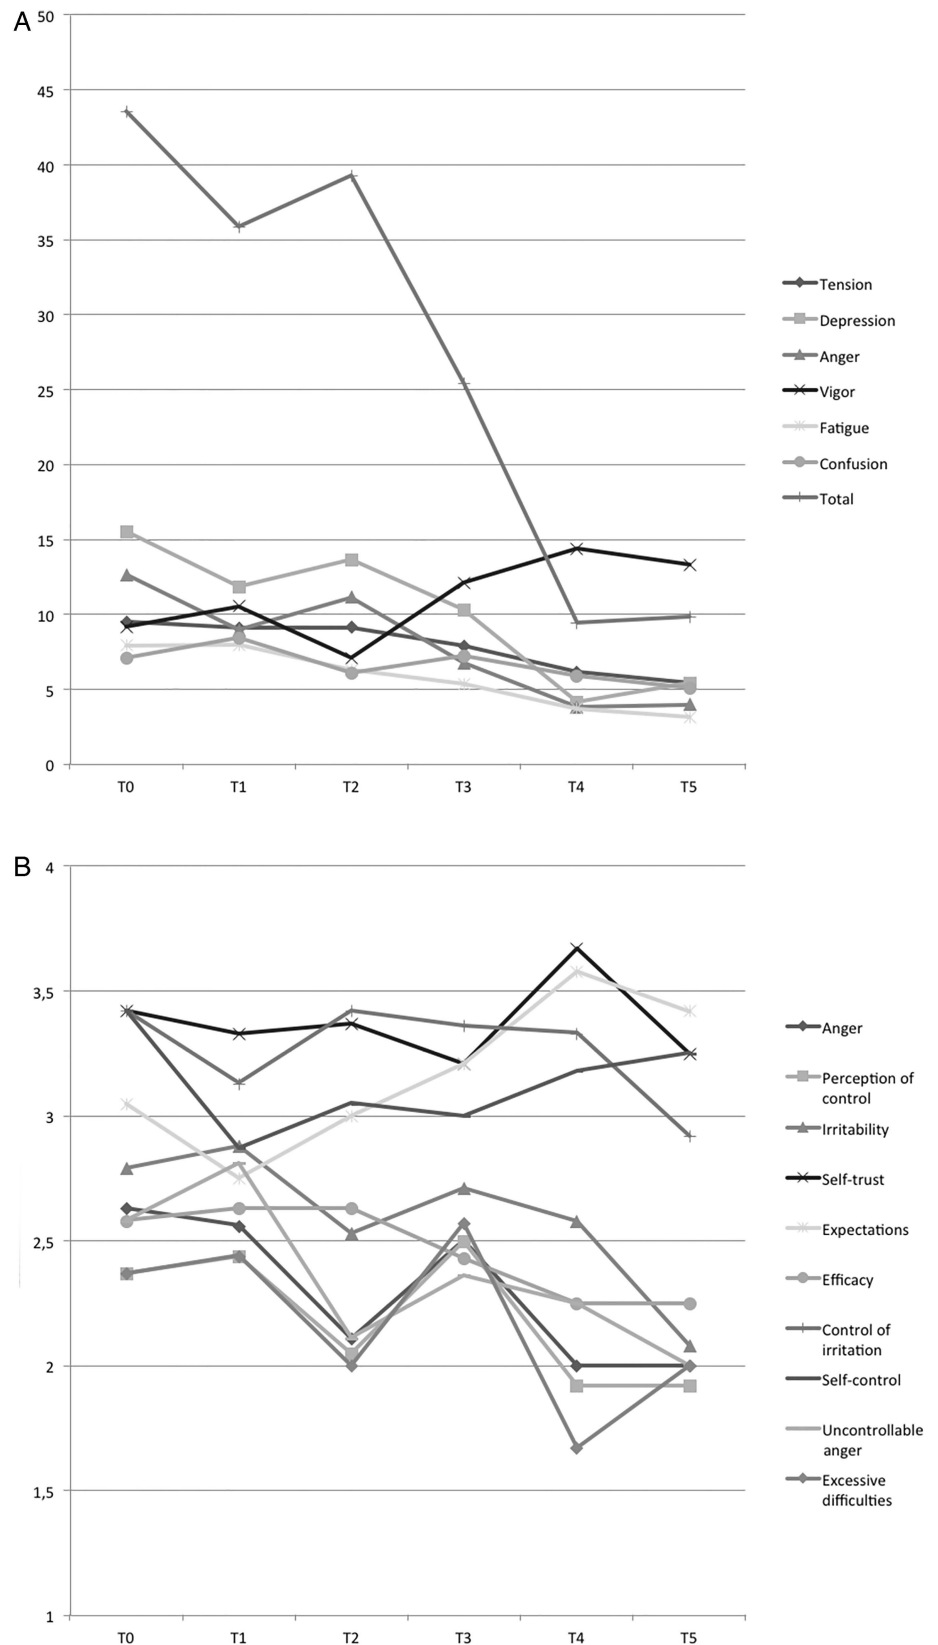 A
50
45
40
35
30
25
20
15
10
5
0
T0 T1 T2 T3 T4 T5
Tension
Depression
Anger
Vigor
Fatigue
Confusion
Total
B
4
3,5
3
2,5
2
1,5
1
T0 T1 T2 T3 T4 T5
Anger
Perception of
control
Irritability
Self-trust
Expectations
Efficacy
Control of
irritation
Self-control
Uncontrollable
anger
Excessive
difficulties